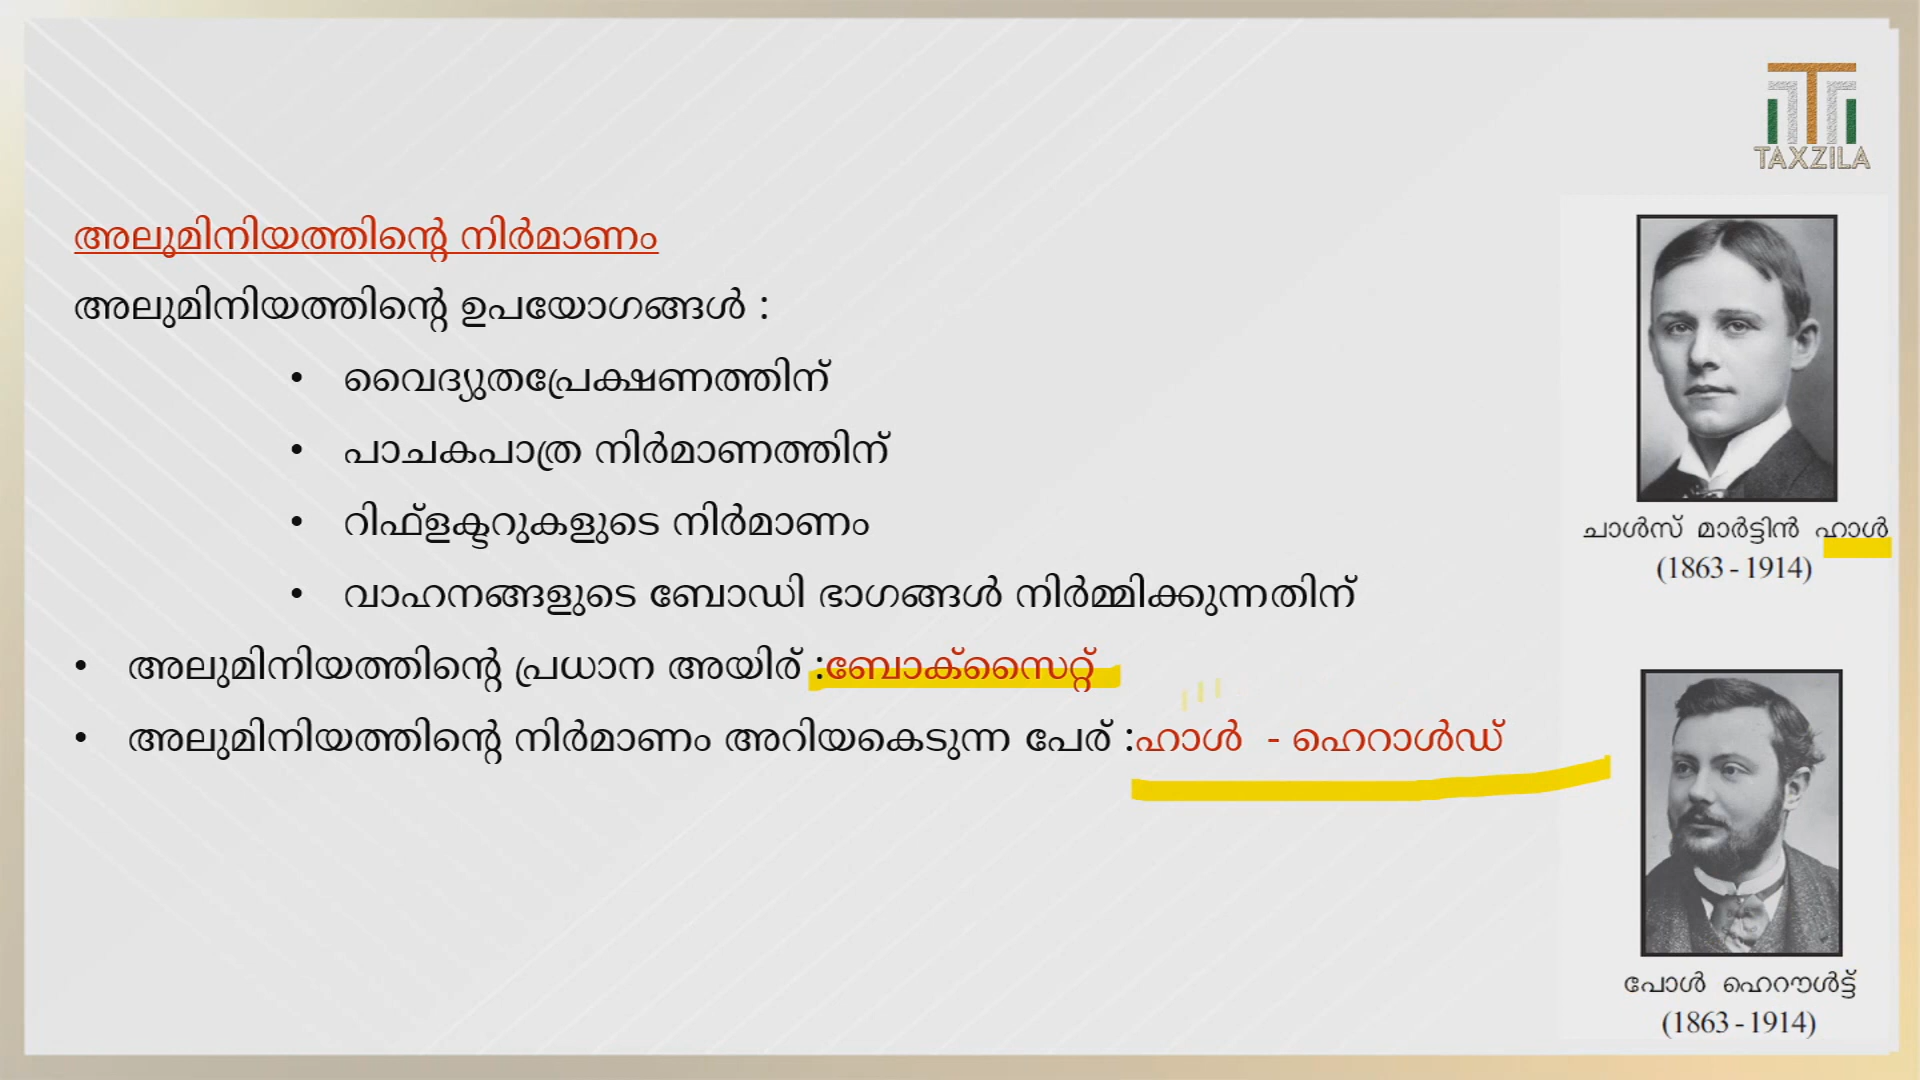 TAXZILA
അലുമിനിയത്തിന്റെ നിർമാണം
അലുമിനിയത്തിന്റെ ഉപയോഗങ്ങൾ :
• വൈദ്യുതപ്രേക്ഷണത്തിന്
• പാചകപാത്ര നിർമാണത്തിന്
• റിഫ്ളക്ടറുകളുടെ നിർമാണം
• വാഹനങ്ങളുടെ ബോഡി ഭാഗങ്ങൾ നിർമ്മിക്കുന്നതിന്
• അലുമിനിയത്തിന്റെ പ്രധാന അയിര് :ബോക്സൈറ്റ്
• അലുമിനിയത്തിന്റെ നിർമാണം അറിയകെടുന്ന പേര് :ഹാൾ - ഹെറാൾഡ്
ചാൾസ് മാർട്ടിൻ ഹാൾ
(1863 - 1914)
പോൾ ഹെറൗൾട്ട്
(1863 - 1914)